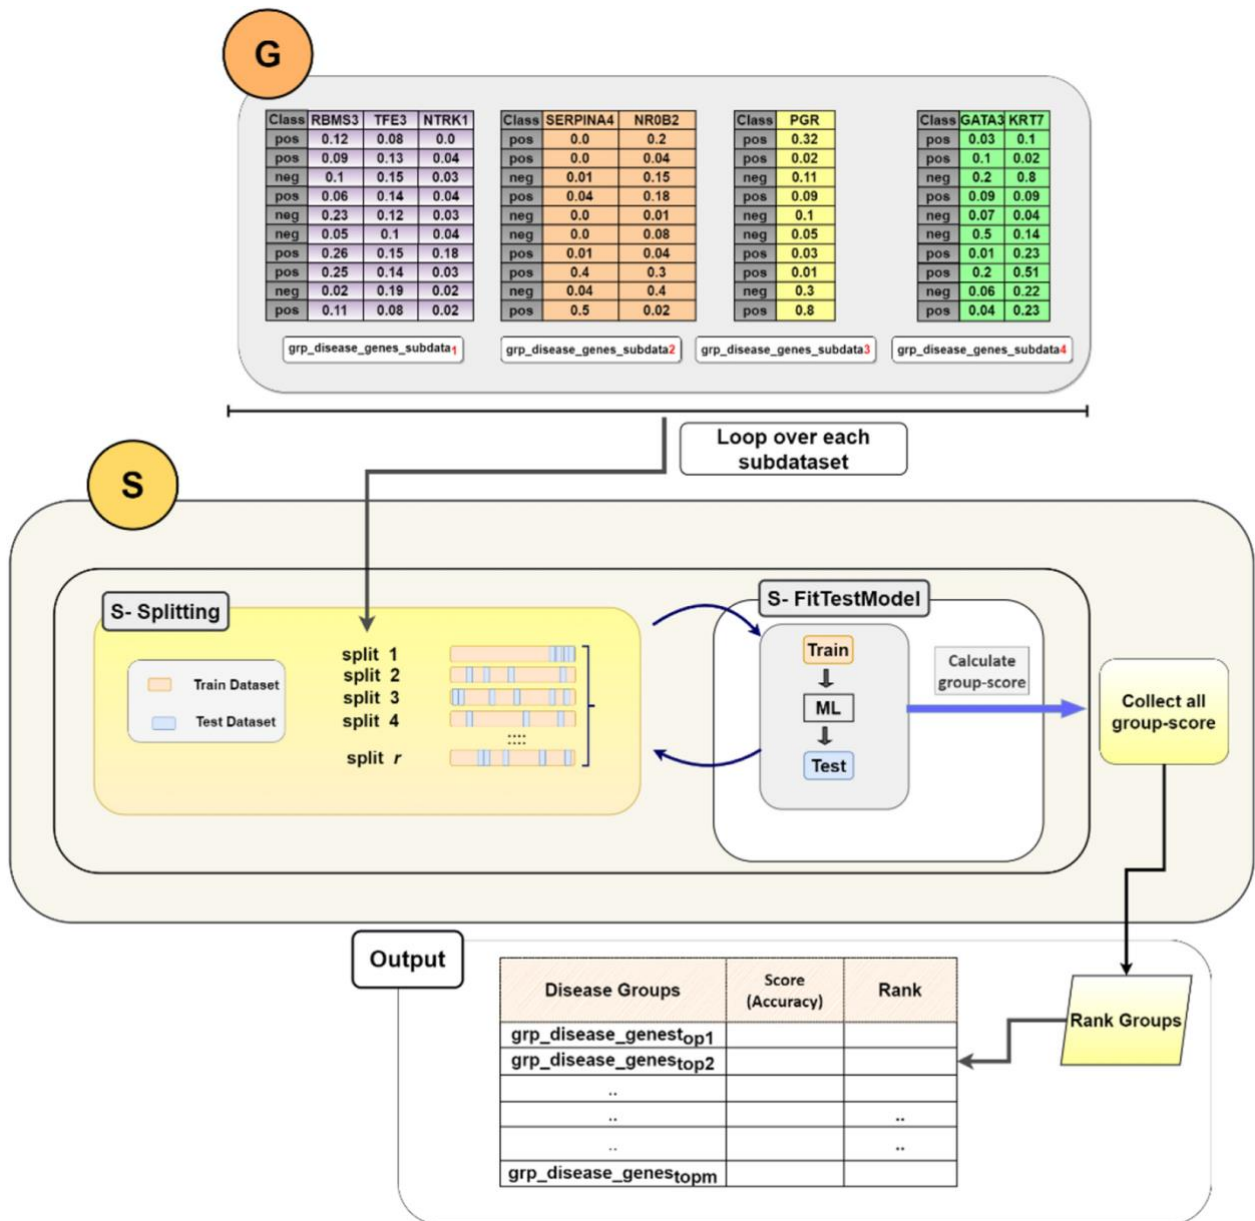 G
Class RBMS3 TFE3 NTRK1
pos 0.12 0.08 0.0
pos 0.09 0.13 0.04
neg 0.1 0.15 0.03
pos 0.06 0.14 0.04
neg 0.23 0.12 0.03
neg 0.05 0.1 0.04
pos 0.26 0.15 0.18
pos 0.25 0.14 0.03
neg 0.02 0.19 0.02
pos 0.11 0.08 0.02
grp_disease_genes_subdata1
Class SERPINA4 NR0B2
pos 0.0 0.2
pos 0.0 0.04
neg 0.01 0.15
pos 0.04 0.18
neg 0.0 0.01
neg 0.0 0.08
pos 0.01 0.04
pos 0.4 0.3
neg 0.04 0.4
pos 0.5 0.02
grp_disease_genes_subdata2
Class PGR
pos 0.32
pos 0.02
neg 0.11
pos 0.09
neg 0.1
neg 0.05
pos 0.03
pos 0.01
neg 0.3
pos 0.8
grp_disease_genes_subdata3
Class GATA3 KRT7
pos 0.03 0.1
pos 0.1 0.02
neg 0.2 0.8
pos 0.09 0.09
neg 0.07 0.04
neg 0.5 0.14
pos 0.01 0.23
pos 0.2 0.51
neg 0.06 0.22
pos 0.04 0.23
grp_disease_genes_subdata4
Loop over each
subdataset
S
S- Splitting
Train Dataset
Test Dataset
split 1
split 2
split 3
split 4
::::
split r
S- FitTestModel
Train
ML
Test
Calculate
group-score
Collect all
group-score
Rank Groups
Output
Disease Groups Score (Accuracy) Rank
grp_disease_genestop1
grp_disease_genestop2
..
.. ..
.. ..
grp_disease_genestopm